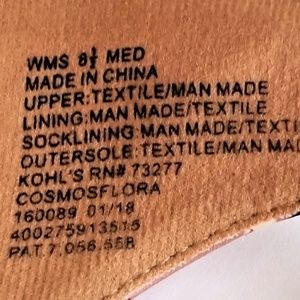 WMS 8½ MED
MADE IN CHINA
UPPER:TEXTILE/MAN MADE
LINING:MAN MADE/TEXTILE
SOCKLINING:MAN MADE/TEXTI
OUTERSOLE:TEXTILE/MAN MADE
KOHL'S RN# 73277
COSMOSFLORA
160089 01/18
400275913515
PAT.7,056,558